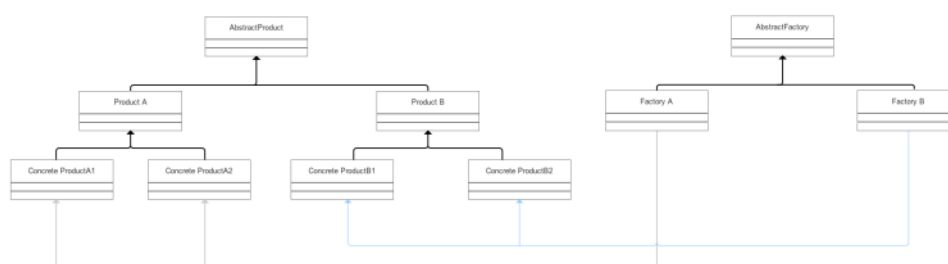 AbstractProduct
AbstractFactory
Product A
Product B
Factory A
Factory B
Concrete ProductA1
Concrete ProductA2
Concrete ProductB1
Concrete ProductB2